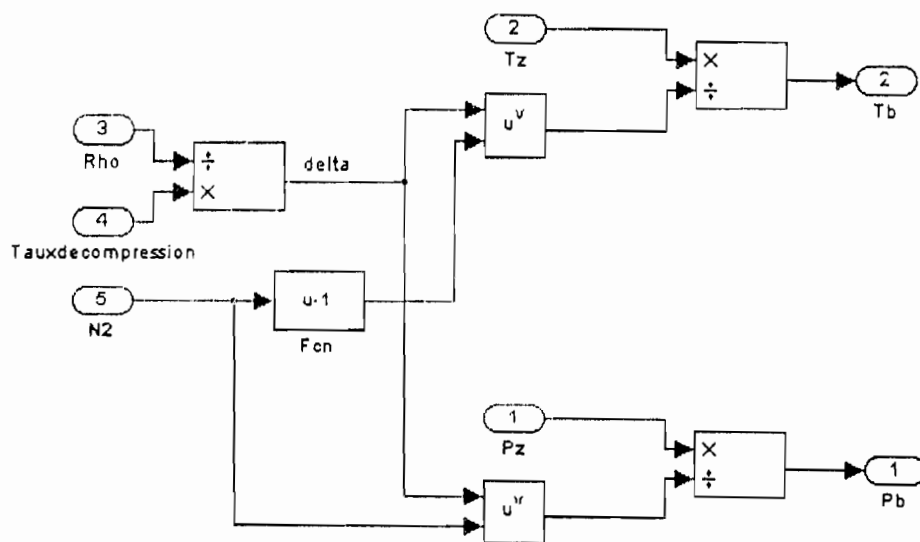 2
Tz
×
÷
2
Tb
u^v
3
Rho
÷
×
delta
4
Tauxdecompression
5
N2
u-1
Fcn
1
Pz
×
÷
1
Pb
u^v